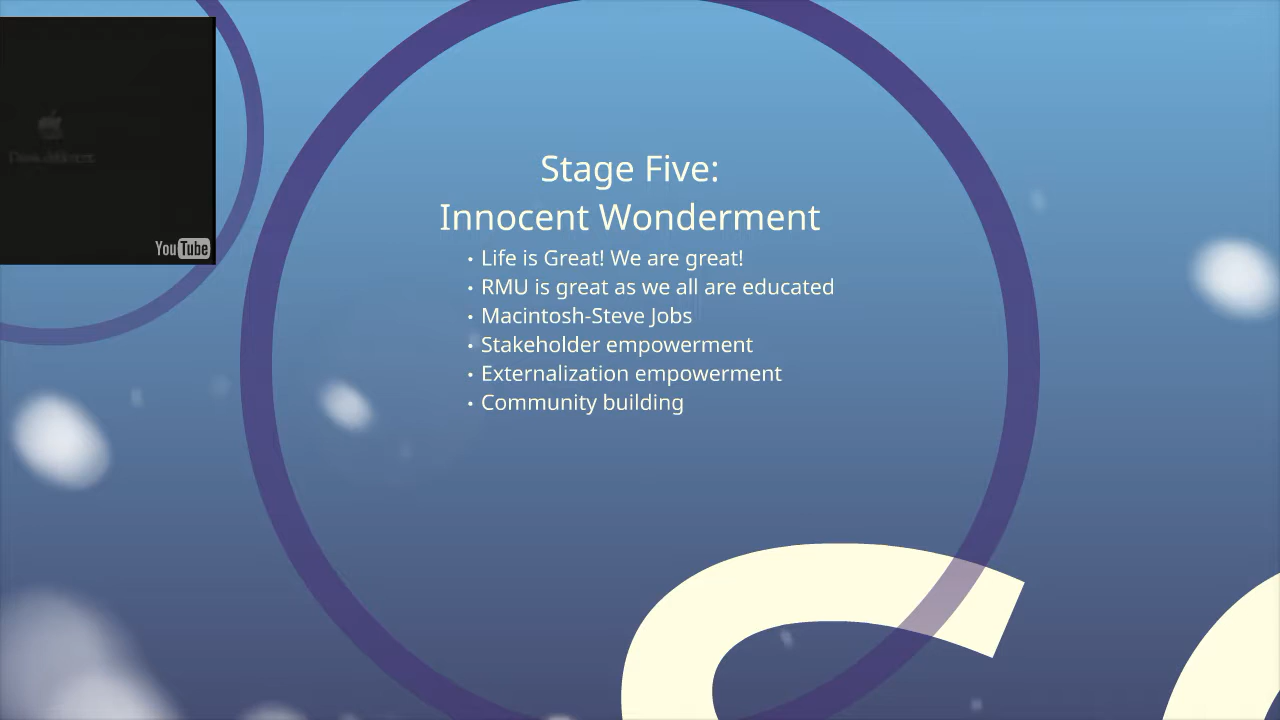 Stage Five:
Innocent Wonderment
• Life is Great! We are great!
• RMU is great as we all are educated
• Macintosh-Steve Jobs
• Stakeholder empowerment
• Externalization empowerment
• Community building
YouTube